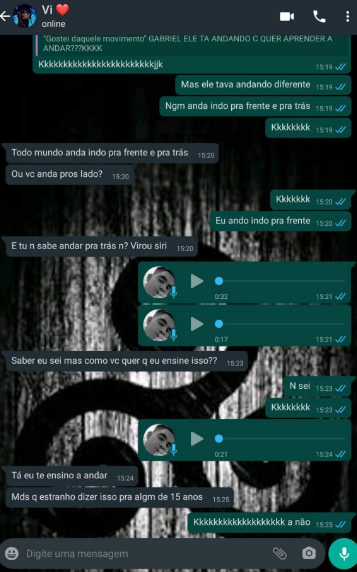 Vi ❤️
online
"Gostei daquele movimento" GABRIEL ELE TA ANDANDO C QUER APRENDER A
ANDAR???KKKK
Kkkkkkkkkkkkkkkkkkkkkkkkjjk 15:19
Mas ele tava andando diferente 15:19
Ngm anda indo pra frente e pra trás 15:19
Kkkkkkk 15:19
Todo mundo anda indo pra frente e pra trás 15:20
Ou vc anda pros lado? 15:20
Kkkkkk 15:20
Eu ando indo pra frente 15:20
E tu n sabe andar pra trás n? Virou siri 15:20
0:32 15:21
0:17 15:21
Saber eu sei mas como vc quer q eu ensine isso?? 15:23
N sei 15:23
Kkkkkkkk 15:23
0:21 15:24
Tá eu te ensino a andar 15:24
Mds q estranho dizer isso pra algm de 15 anos 15:25
Kkkkkkkkkkkkkkkkkkk a não 15:25
Digite uma mensagem